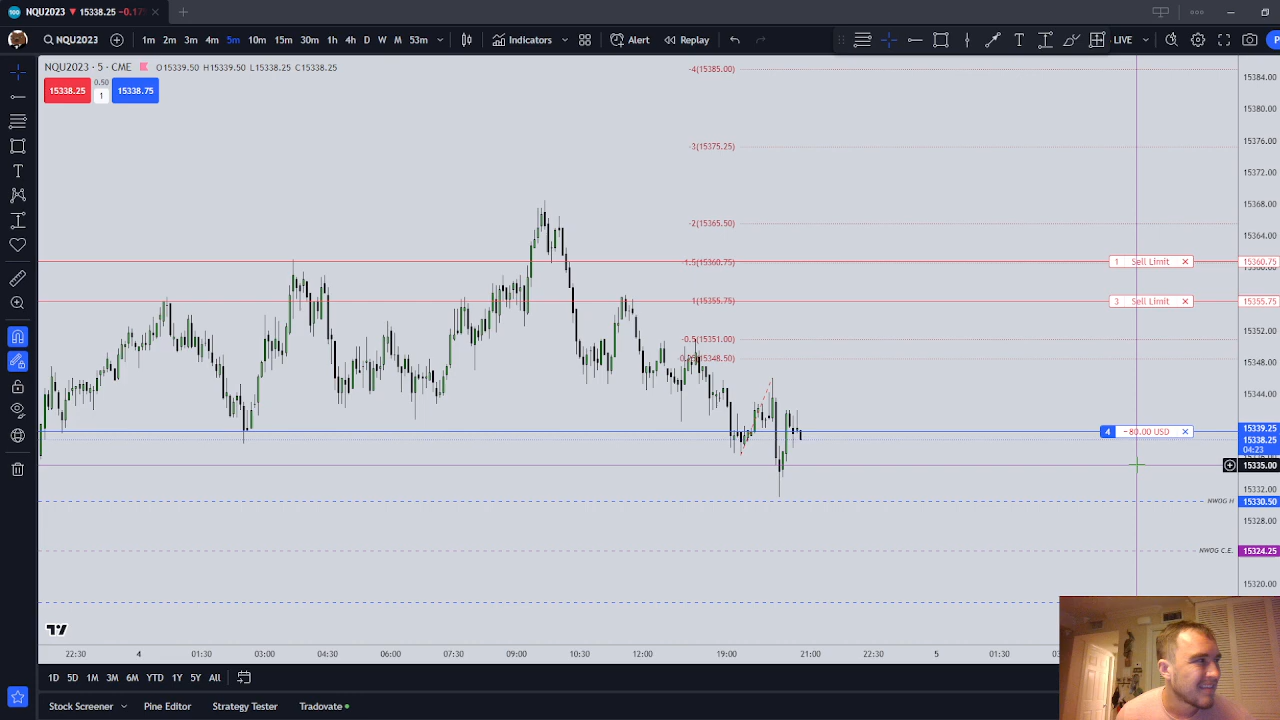 NQU2023 ▼ 15338.25 −0.17
NQU2023 1m 2m 3m 4m 5m 10m 15m 30m 1h 4h D W M 53m Indicators Alert Replay LIVE
NQU2023 · 5 · CME O15339.50 H15339.50 L15338.25 C15338.25
15338.25 0.50 1 15338.75
-4(15385.00)
-3(15375.25)
-2(15365.50)
-1.5(15360.75)
-1(15355.75)
-0.5(15351.00)
(15348.50)
1 Sell Limit ×
3 Sell Limit ×
4 −80.00 USD ×
NWOG H
NWOG C.E.
15384.00
15380.00
15376.00
15372.00
15368.00
15364.00
15360.75
15360.00
15355.75
15352.00
15348.00
15344.00
15339.25
15338.25
04:23
15335.00
15332.00
15330.50
15328.00
15324.25
15320.00
22:30 4 01:30 03:00 04:30 06:00 07:30 09:00 10:30 12:00 19:00 21:00 22:30 5 01:30
1D 5D 1M 3M 6M YTD 1Y 5Y All
Stock Screener Pine Editor Strategy Tester Tradovate